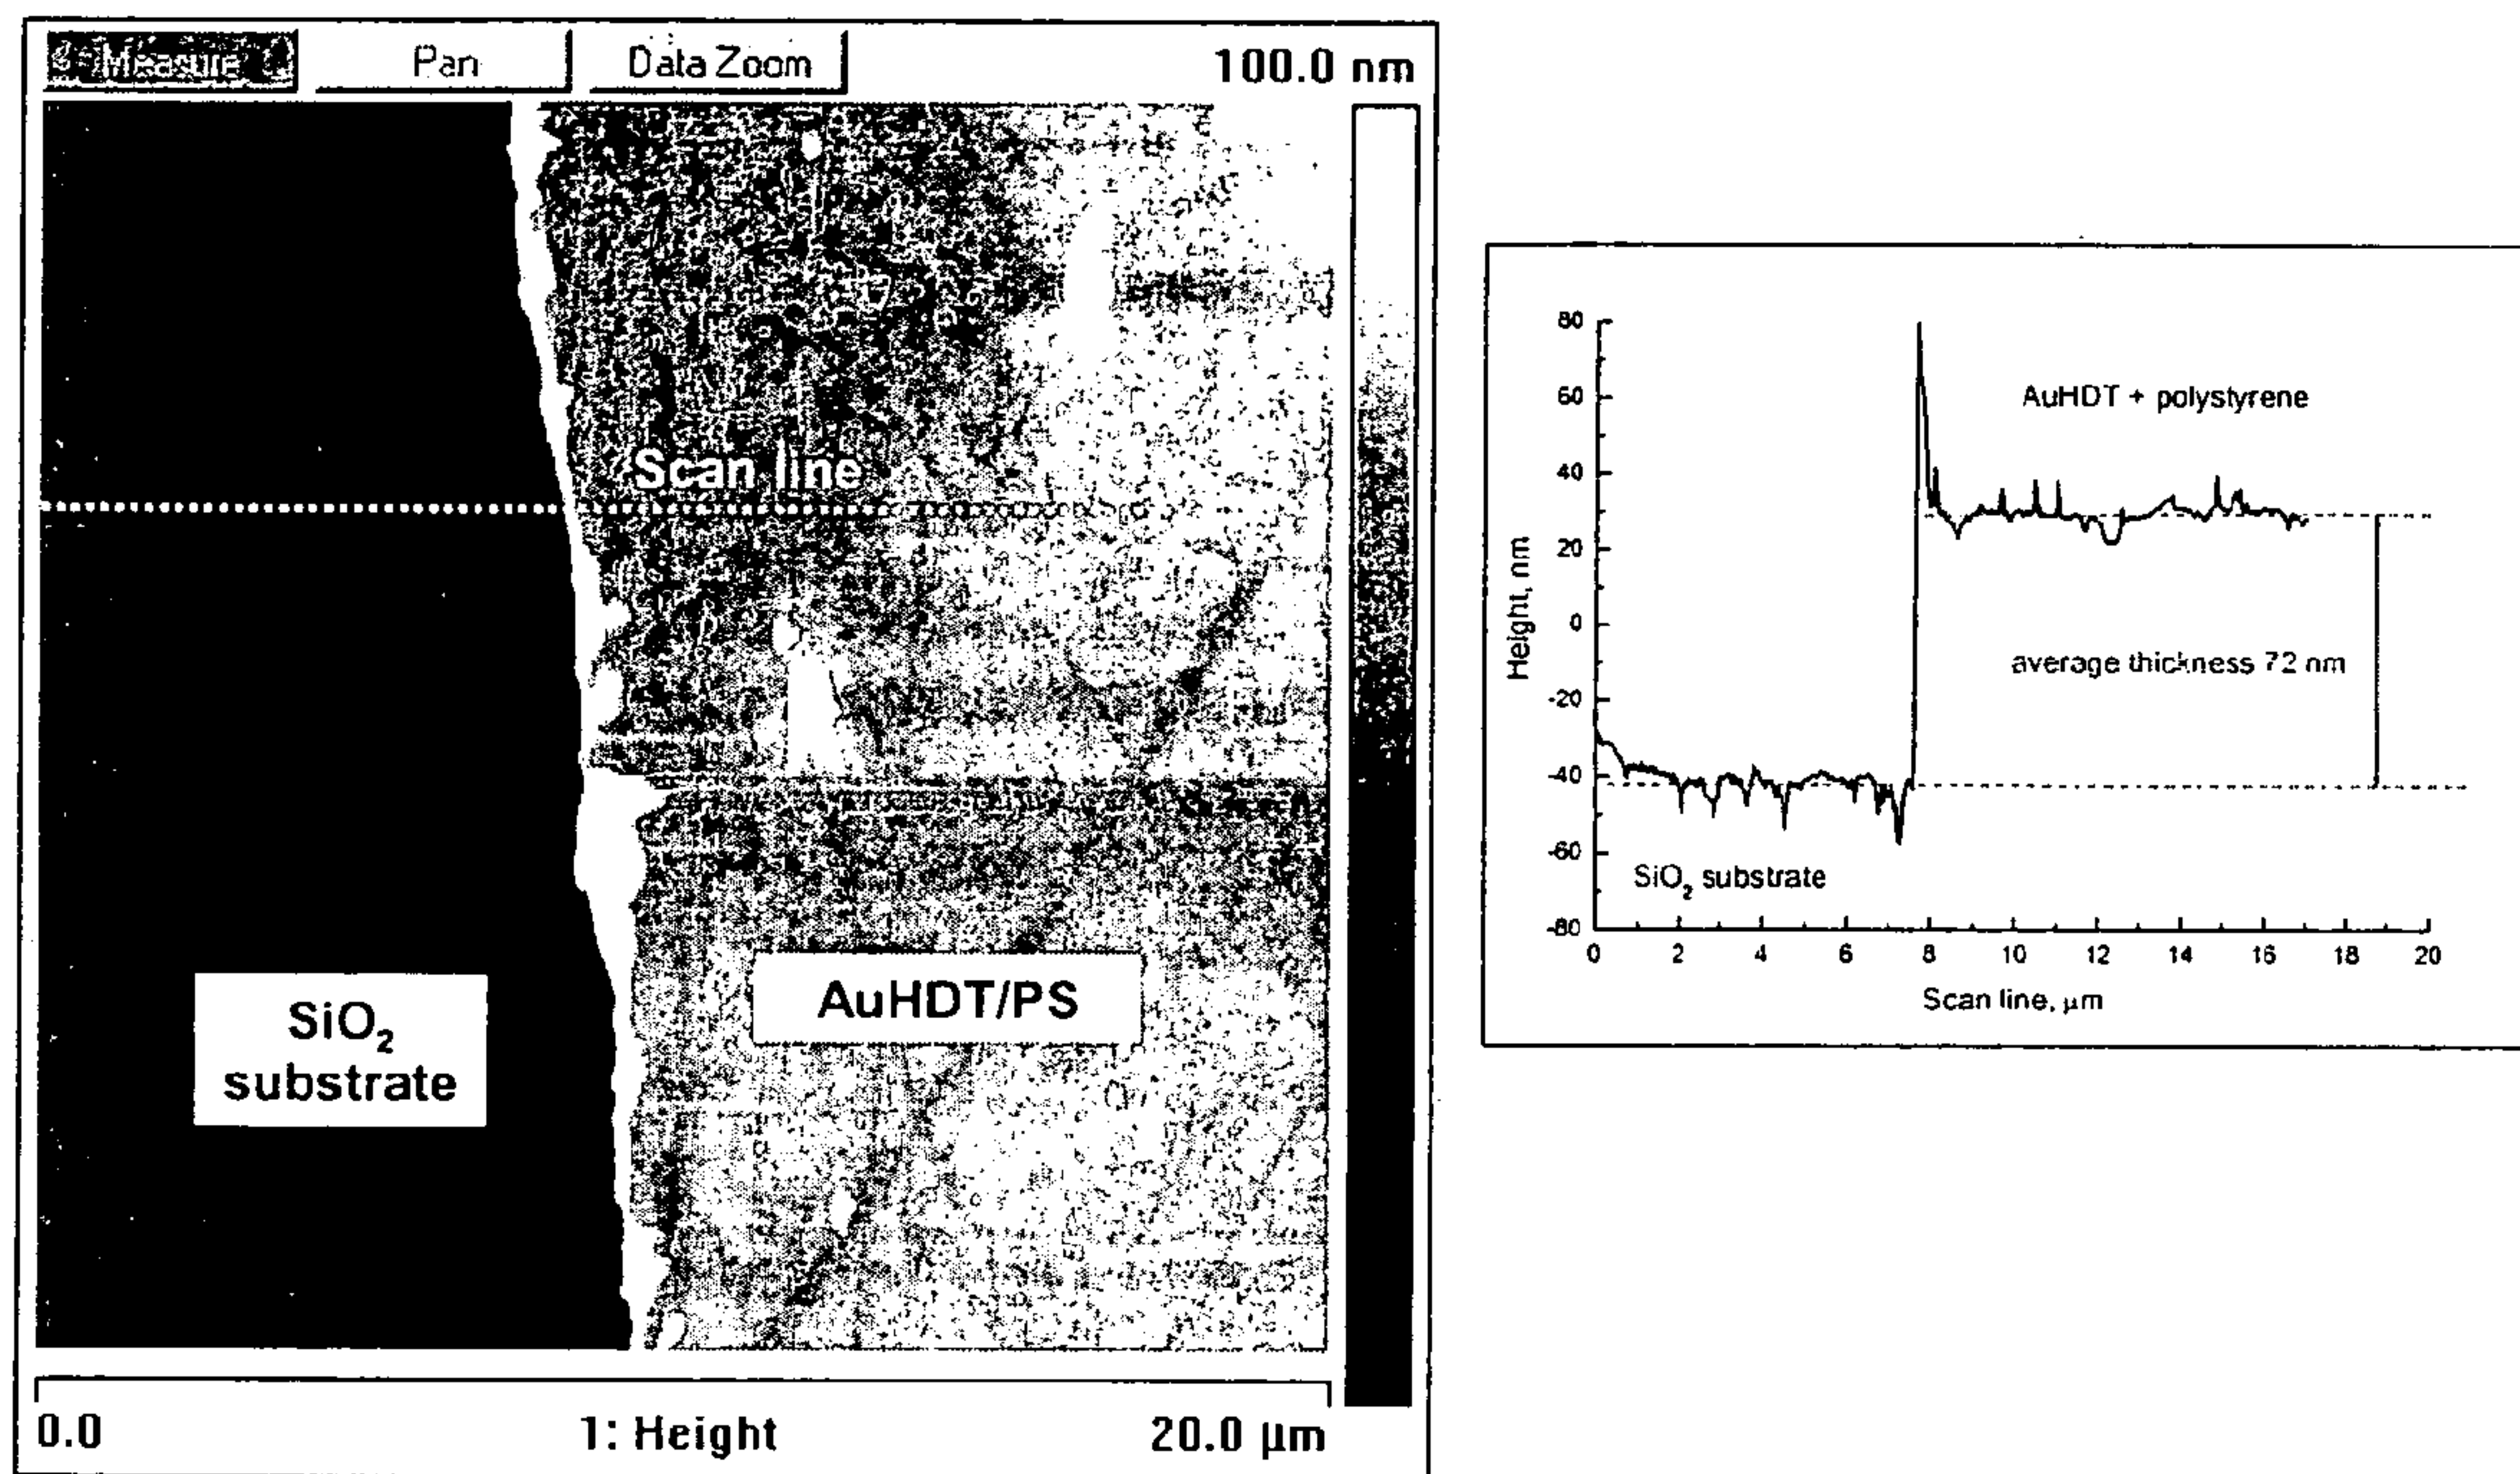 Measure
Pan
Data Zoom
100.0 nm
Scan line
SiO₂
substrate
AuHDT/PS
0.0
1: Height
20.0 µm
80
60
40
20
0
-20
-40
-60
-80
Height, nm
AuHDT + polystyrene
average thickness 72 nm
SiO₂ substrate
0 2 4 6 8 10 12 14 16 18 20
Scan line, µm